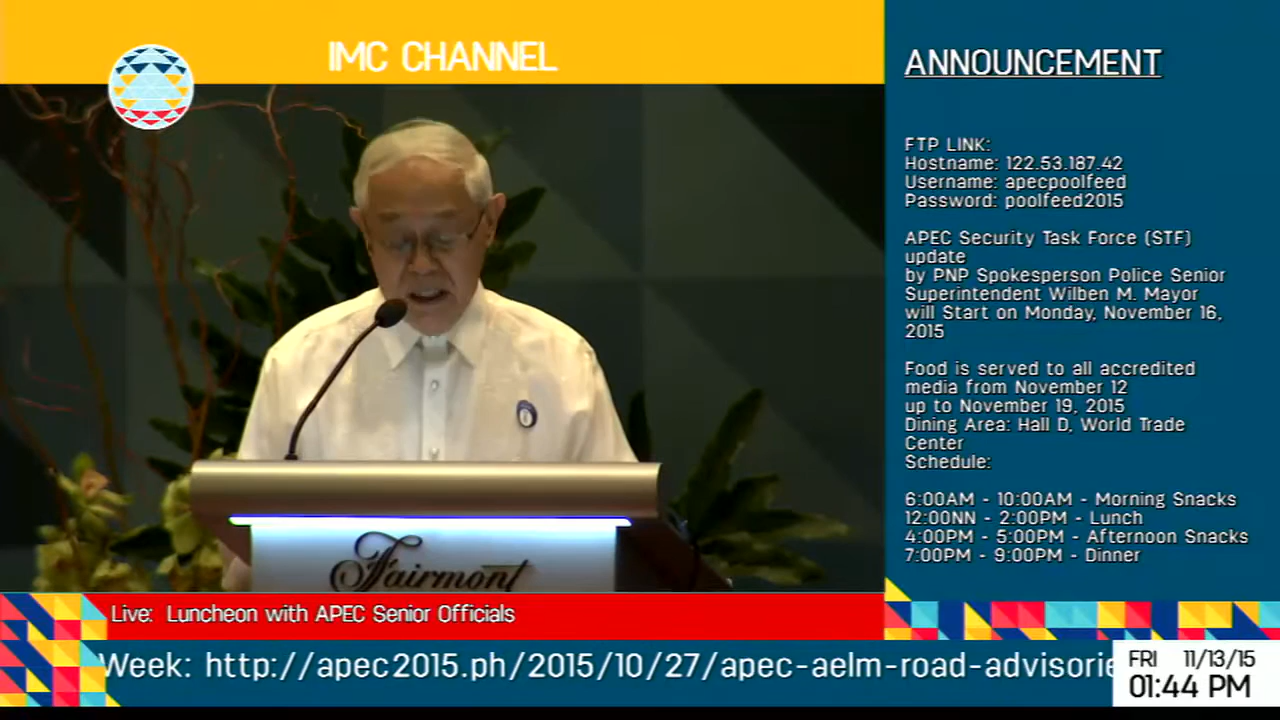 IMC CHANNEL
Fairmont
Live: Luncheon with APEC Senior Officials
Week: http://apec2015.ph/2015/10/27/apec-aelm-road-advisorie
ANNOUNCEMENT
FTP LINK:
Hostname: 122.53.187.42
Username: apecpoolfeed
Password: poolfeed2015
APEC Security Task Force (STF)
update
by PNP Spokesperson Police Senior
Superintendent Wilben M. Mayor
will Start on Monday, November 16,
2015
Food is served to all accredited
media from November 12
up to November 19, 2015
Dining Area: Hall D, World Trade
Center
Schedule:
6:00AM - 10:00AM - Morning Snacks
12:00NN - 2:00PM - Lunch
4:00PM - 5:00PM - Afternoon Snacks
7:00PM - 9:00PM - Dinner
FRI 11/13/15
01:44 PM